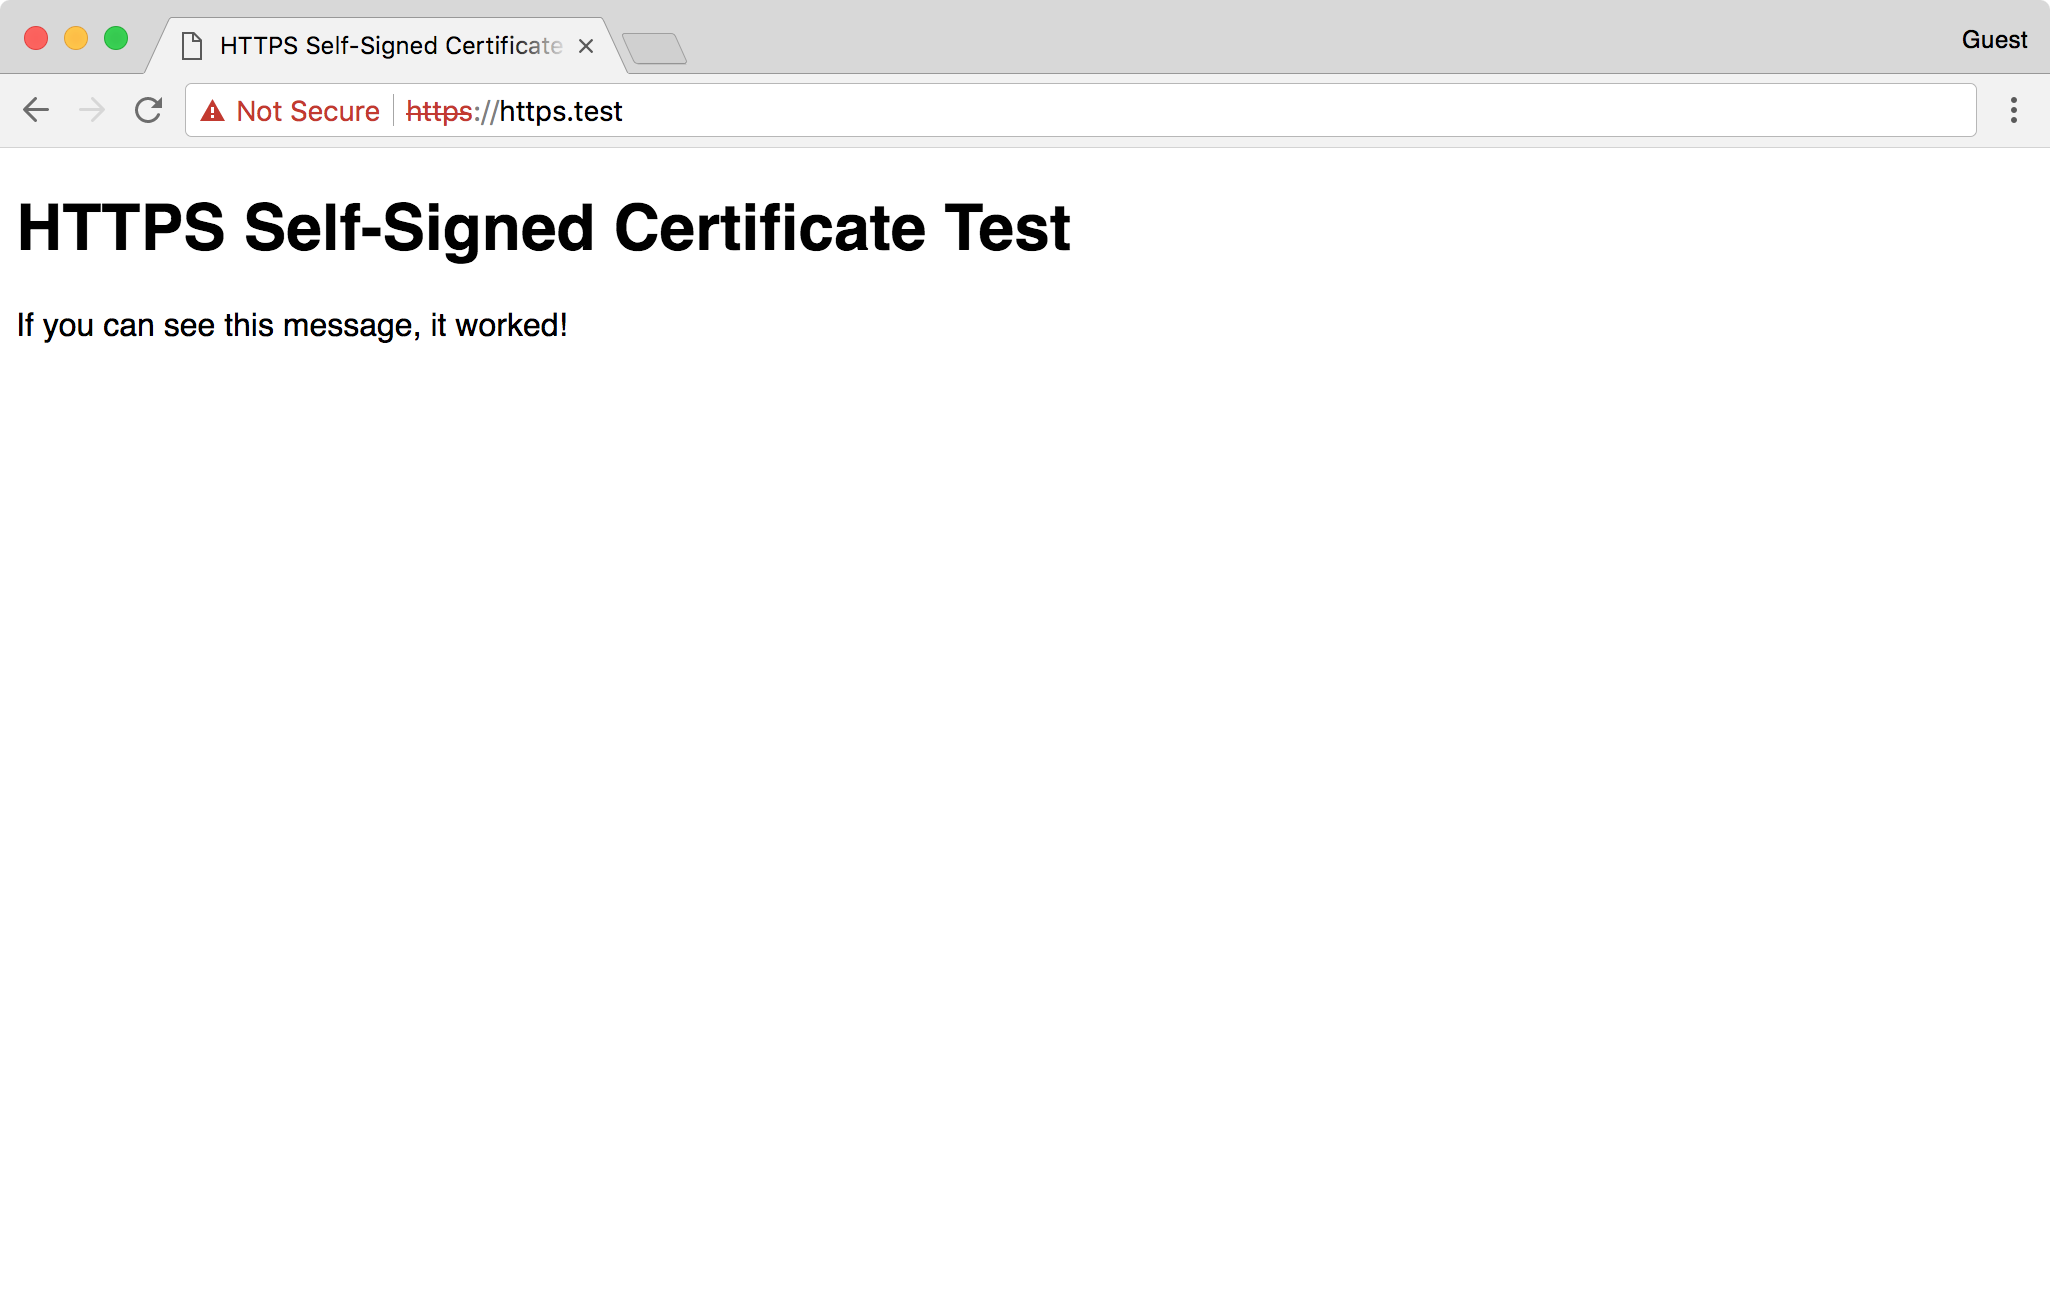 HTTPS Self-Signed Certificate
Guest
Not Secure https://https.test
HTTPS Self-Signed Certificate Test
If you can see this message, it worked!